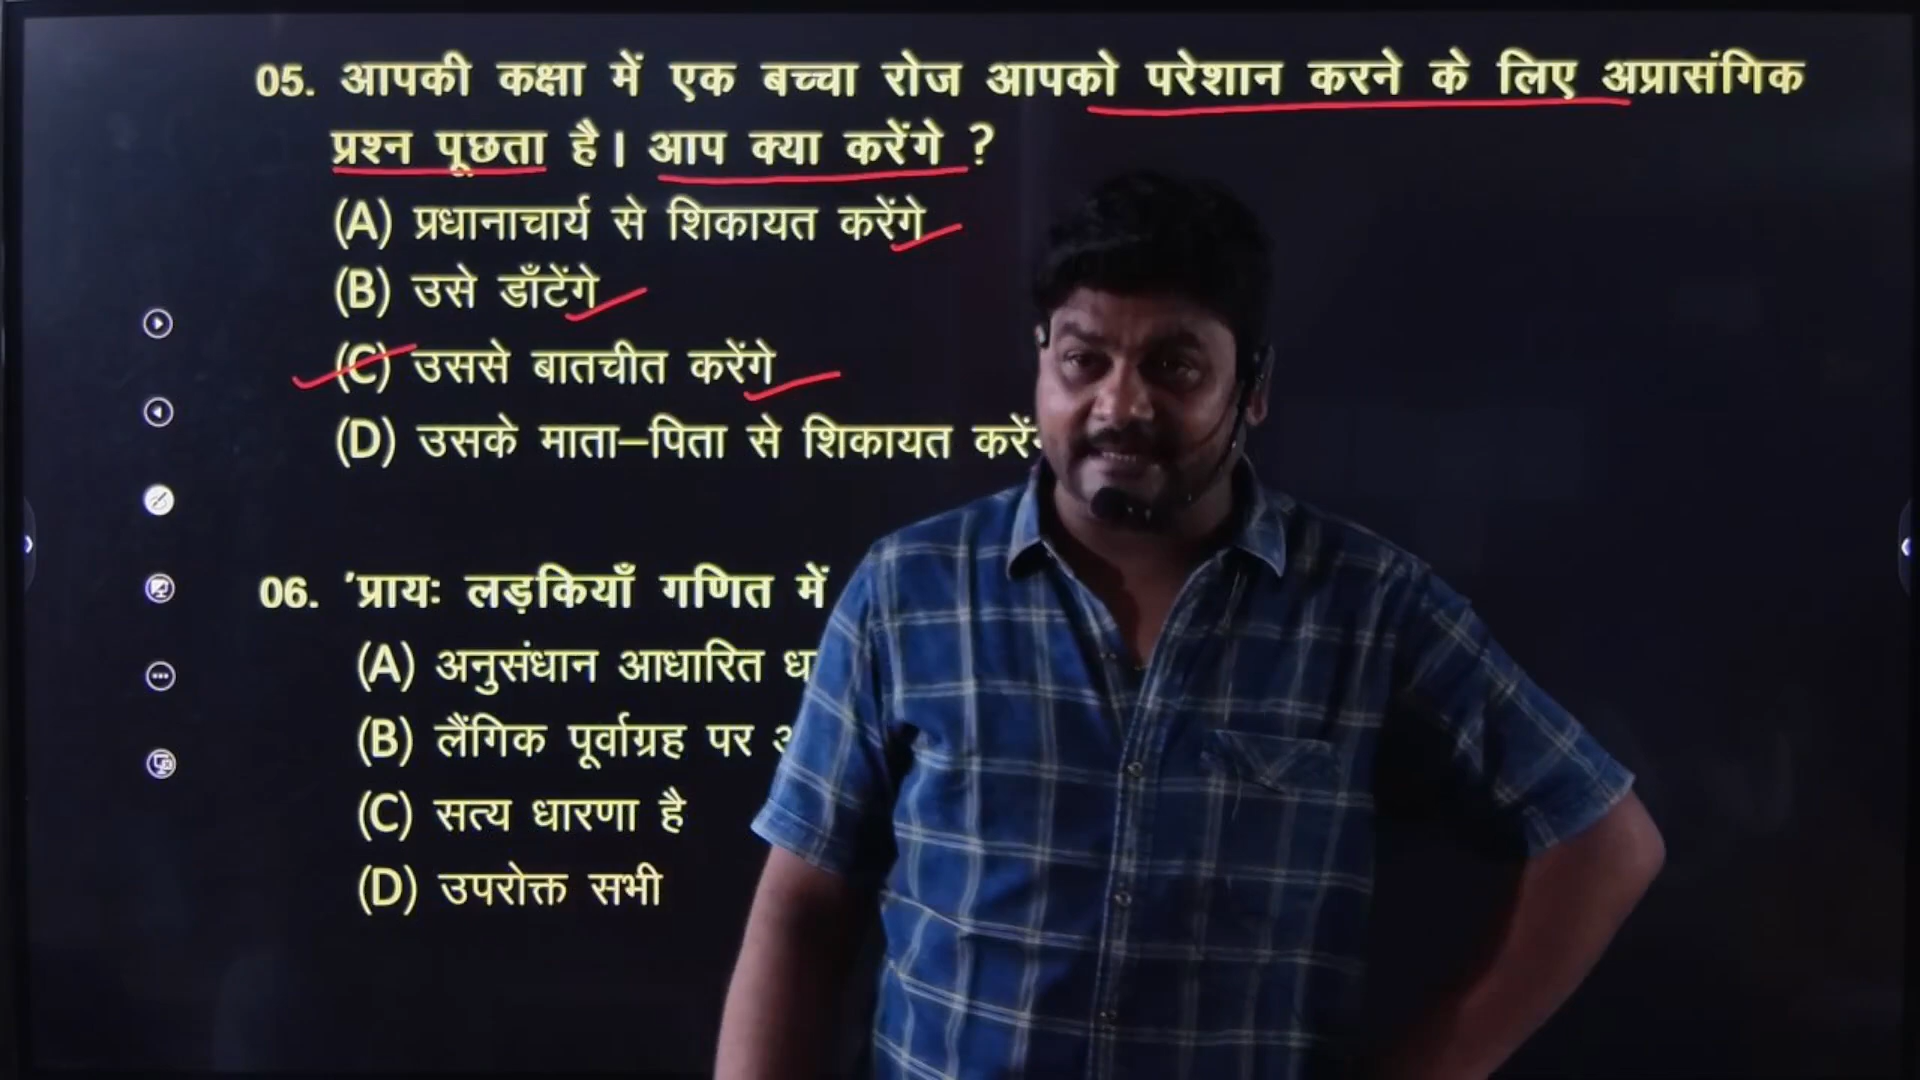 05. आपकी कक्षा में एक बच्चा रोज आपको परेशान करने के लिए अप्रासंगिक
प्रश्न पूछता है। आप क्या करेंगे ?
(A) प्रधानाचार्य से शिकायत करेंगे
(B) उसे डाँटेंगे
(C) उससे बातचीत करेंगे
(D) उसके माता–पिता से शिकायत
06. 'प्रायः लड़कियाँ गणित में
(A) अनुसंधान आधारित
(B) लैंगिक पूर्वाग्रह पर
(C) सत्य धारणा है
(D) उपरोक्त सभी